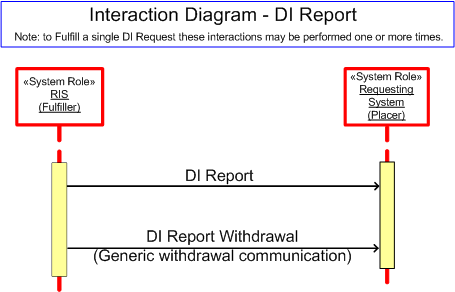 Interaction Diagram - DI Report
Note: to Fulfill a single DI Request these interactions may be performed one or more times.
«System Role»
RIS
(Fulfiller)
«System Role»
Requesting
System
(Placer)
DI Report
DI Report Withdrawal
(Generic withdrawal communication)